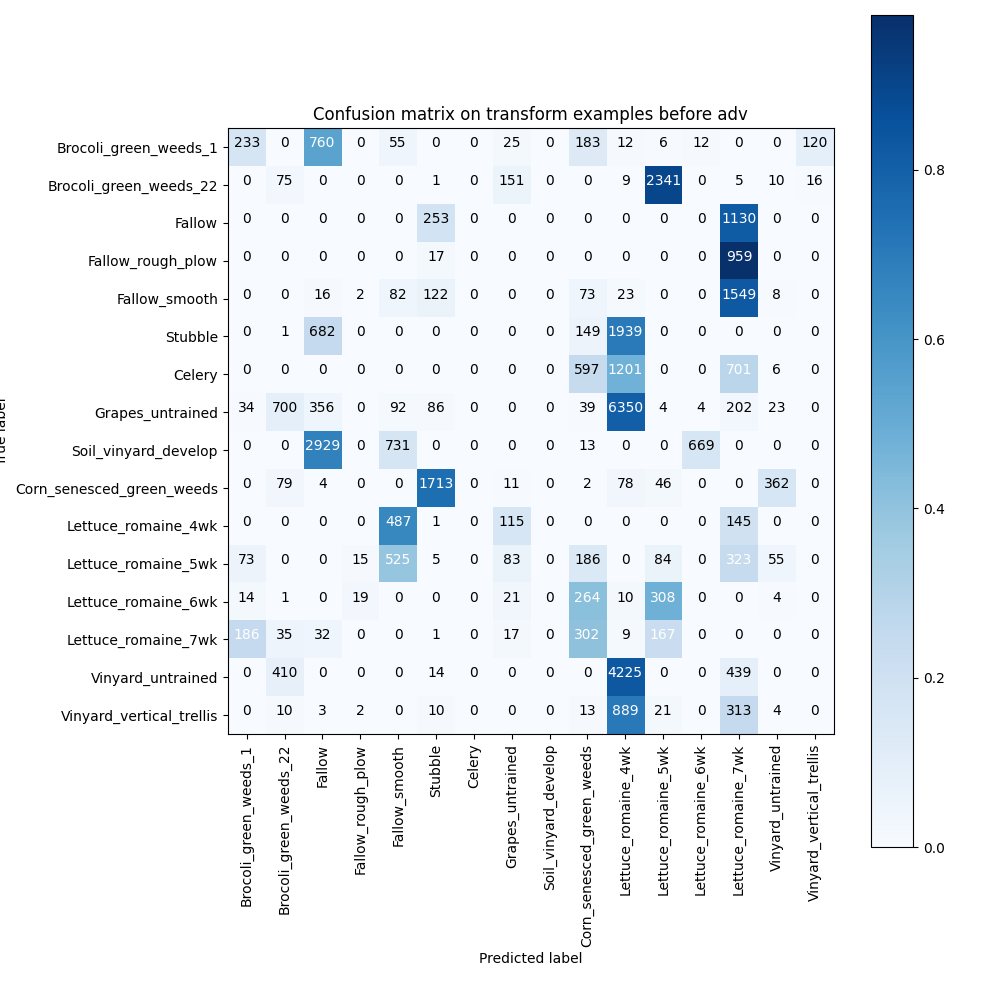 Confusion matrix on transform examples before adv
Brocoli_green_weeds_1 233 0 760 0 55 0 0 25 0 183 12 6 12 0 0 120
Brocoli_green_weeds_22 0 75 0 0 0 1 0 151 0 0 9 2341 0 5 10 16
Fallow 0 0 0 0 0 253 0 0 0 0 0 0 0 1130 0 0
Fallow_rough_plow 0 0 0 0 0 17 0 0 0 0 0 0 0 959 0 0
Fallow_smooth 0 0 16 2 82 122 0 0 0 73 23 0 0 1549 8 0
Stubble 0 1 682 0 0 0 0 0 0 149 1939 0 0 0 0 0
Celery 0 0 0 0 0 0 0 0 0 597 1201 0 0 701 6 0
Grapes_untrained 34 700 356 0 92 86 0 0 0 39 6350 4 4 202 23 0
Soil_vinyard_develop 0 0 2929 0 731 0 0 0 0 13 0 0 669 0 0 0
Corn_senesced_green_weeds 0 79 4 0 0 1713 0 11 0 2 78 46 0 0 362 0
Lettuce_romaine_4wk 0 0 0 0 487 1 0 115 0 0 0 0 0 145 0 0
Lettuce_romaine_5wk 73 0 0 15 525 5 0 83 0 186 0 84 0 323 55 0
Lettuce_romaine_6wk 14 1 0 19 0 0 0 21 0 264 10 308 0 0 4 0
Lettuce_romaine_7wk 186 35 32 0 0 1 0 17 0 302 9 167 0 0 0 0
Vinyard_untrained 0 410 0 0 0 14 0 0 0 0 4225 0 0 439 0 0
Vinyard_vertical_trellis 0 10 3 2 0 10 0 0 0 13 889 21 0 313 4 0
Brocoli_green_weeds_1
Brocoli_green_weeds_22
Fallow
Fallow_rough_plow
Fallow_smooth
Stubble
Celery
Grapes_untrained
Soil_vinyard_develop
Corn_senesced_green_weeds
Lettuce_romaine_4wk
Lettuce_romaine_5wk
Lettuce_romaine_6wk
Lettuce_romaine_7wk
Vinyard_untrained
Vinyard_vertical_trellis
Predicted label
0.8
0.6
0.4
0.2
0.0